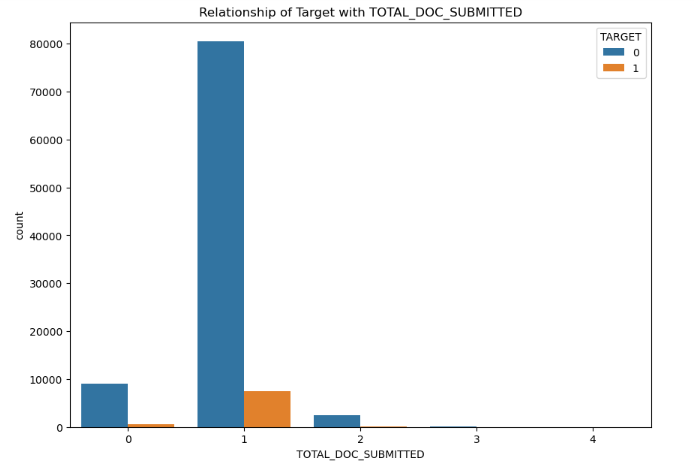 Relationship of Target with TOTAL_DOC_SUBMITTED
TARGET
0
1
80000
70000
60000
50000
40000
30000
20000
10000
0
count
0 1 2 3 4
TOTAL_DOC_SUBMITTED